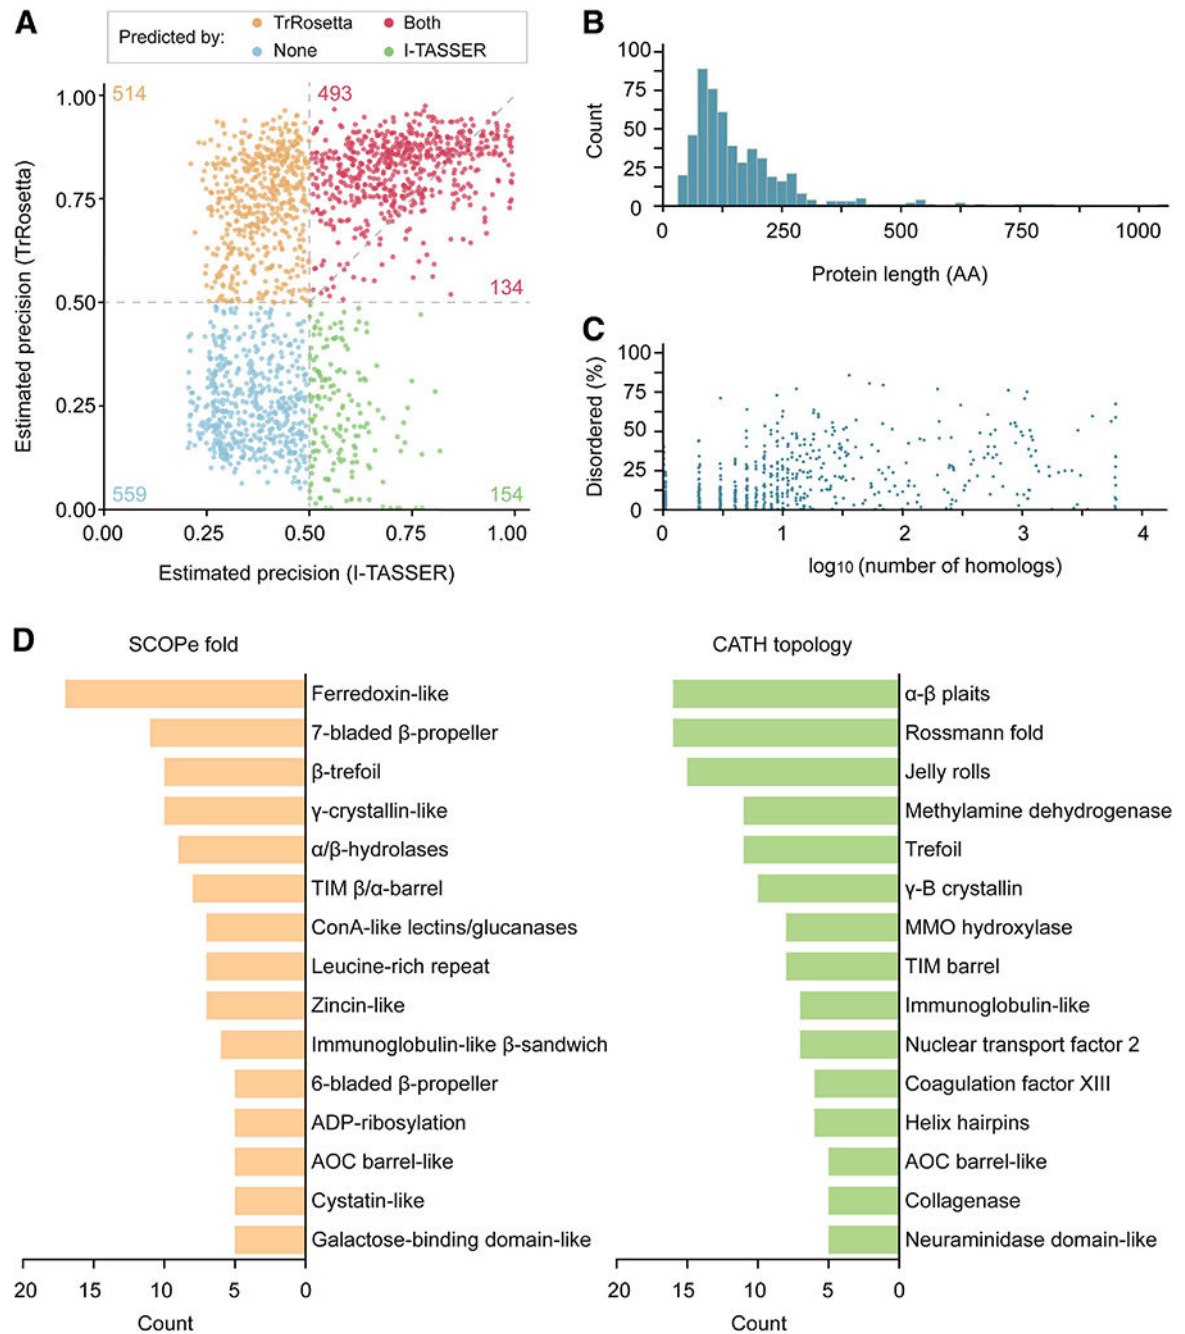 A
Predicted by:
TrRosetta
Both
None
I-TASSER
514
493
134
559
154
1.00
0.75
0.50
0.25
0.00
0.00
0.25
0.50
0.75
1.00
Estimated precision (TrRosetta)
Estimated precision (I-TASSER)
B
Count
100
75
50
25
0
0
250
500
750
1000
Protein length (AA)
C
Disordered (%)
100
75
50
25
0
0
1
2
3
4
log10 (number of homologs)
D
SCOPe fold
Ferredoxin-like
7-bladed β-propeller
β-trefoil
γ-crystallin-like
α/β-hydrolases
TIM β/α-barrel
ConA-like lectins/glucanases
Leucine-rich repeat
Zincin-like
Immunoglobulin-like β-sandwich
6-bladed β-propeller
ADP-ribosylation
AOC barrel-like
Cystatin-like
Galactose-binding domain-like
20
15
10
5
0
Count
CATH topology
α-β plaits
Rossmann fold
Jelly rolls
Methylamine dehydrogenase
Trefoil
γ-B crystallin
MMO hydroxylase
TIM barrel
Immunoglobulin-like
Nuclear transport factor 2
Coagulation factor XIII
Helix hairpins
AOC barrel-like
Collagenase
Neuraminidase domain-like
20
15
10
5
0
Count